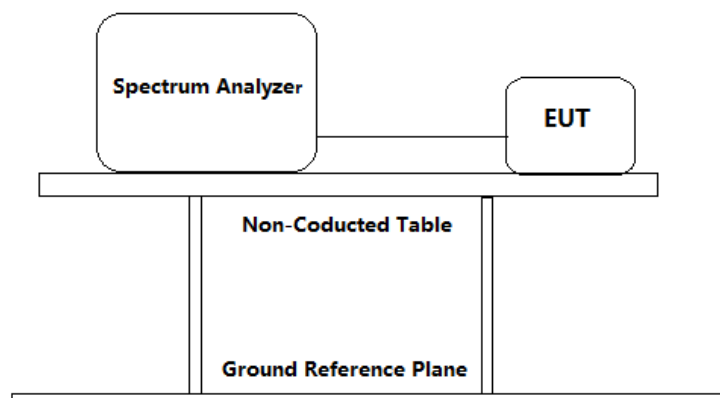 Spectrum Analyzer
EUT
Non-Coducted Table
Ground Reference Plane